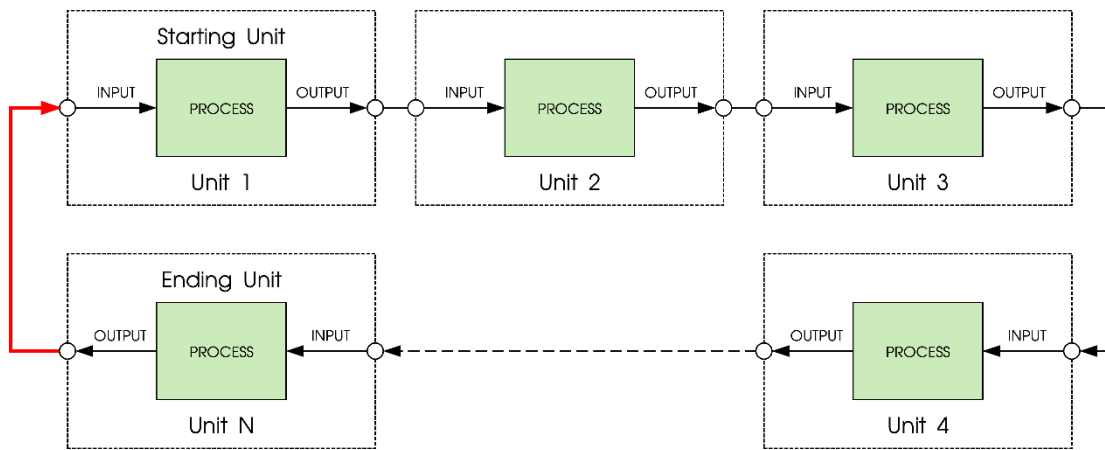 Starting Unit
INPUT
PROCESS
OUTPUT
Unit 1
INPUT
PROCESS
OUTPUT
Unit 2
INPUT
PROCESS
OUTPUT
Unit 3
Ending Unit
OUTPUT
PROCESS
INPUT
Unit N
OUTPUT
PROCESS
INPUT
Unit 4